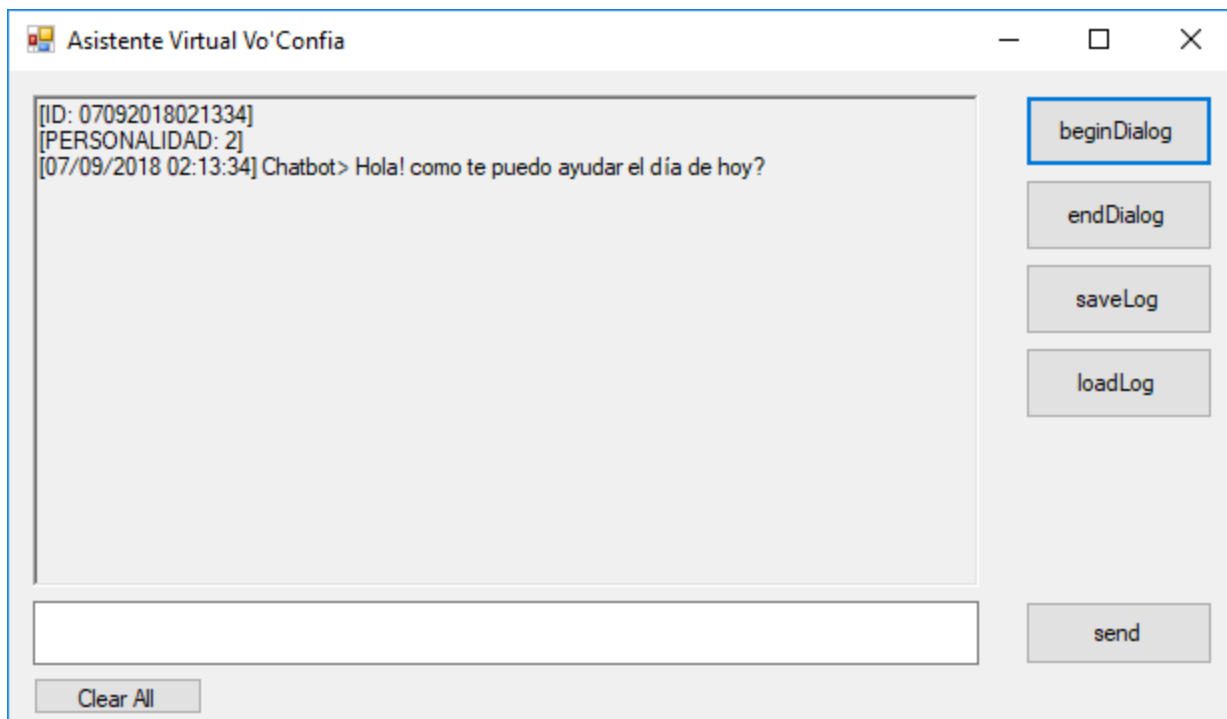 Asistente Virtual Vo'Confia
[ID: 07092018021334]
[PERSONALIDAD: 2]
[07/09/2018 02:13:34] Chatbot> Hola! como te puedo ayudar el día de hoy?
beginDialog
endDialog
saveLog
loadLog
send
Clear All